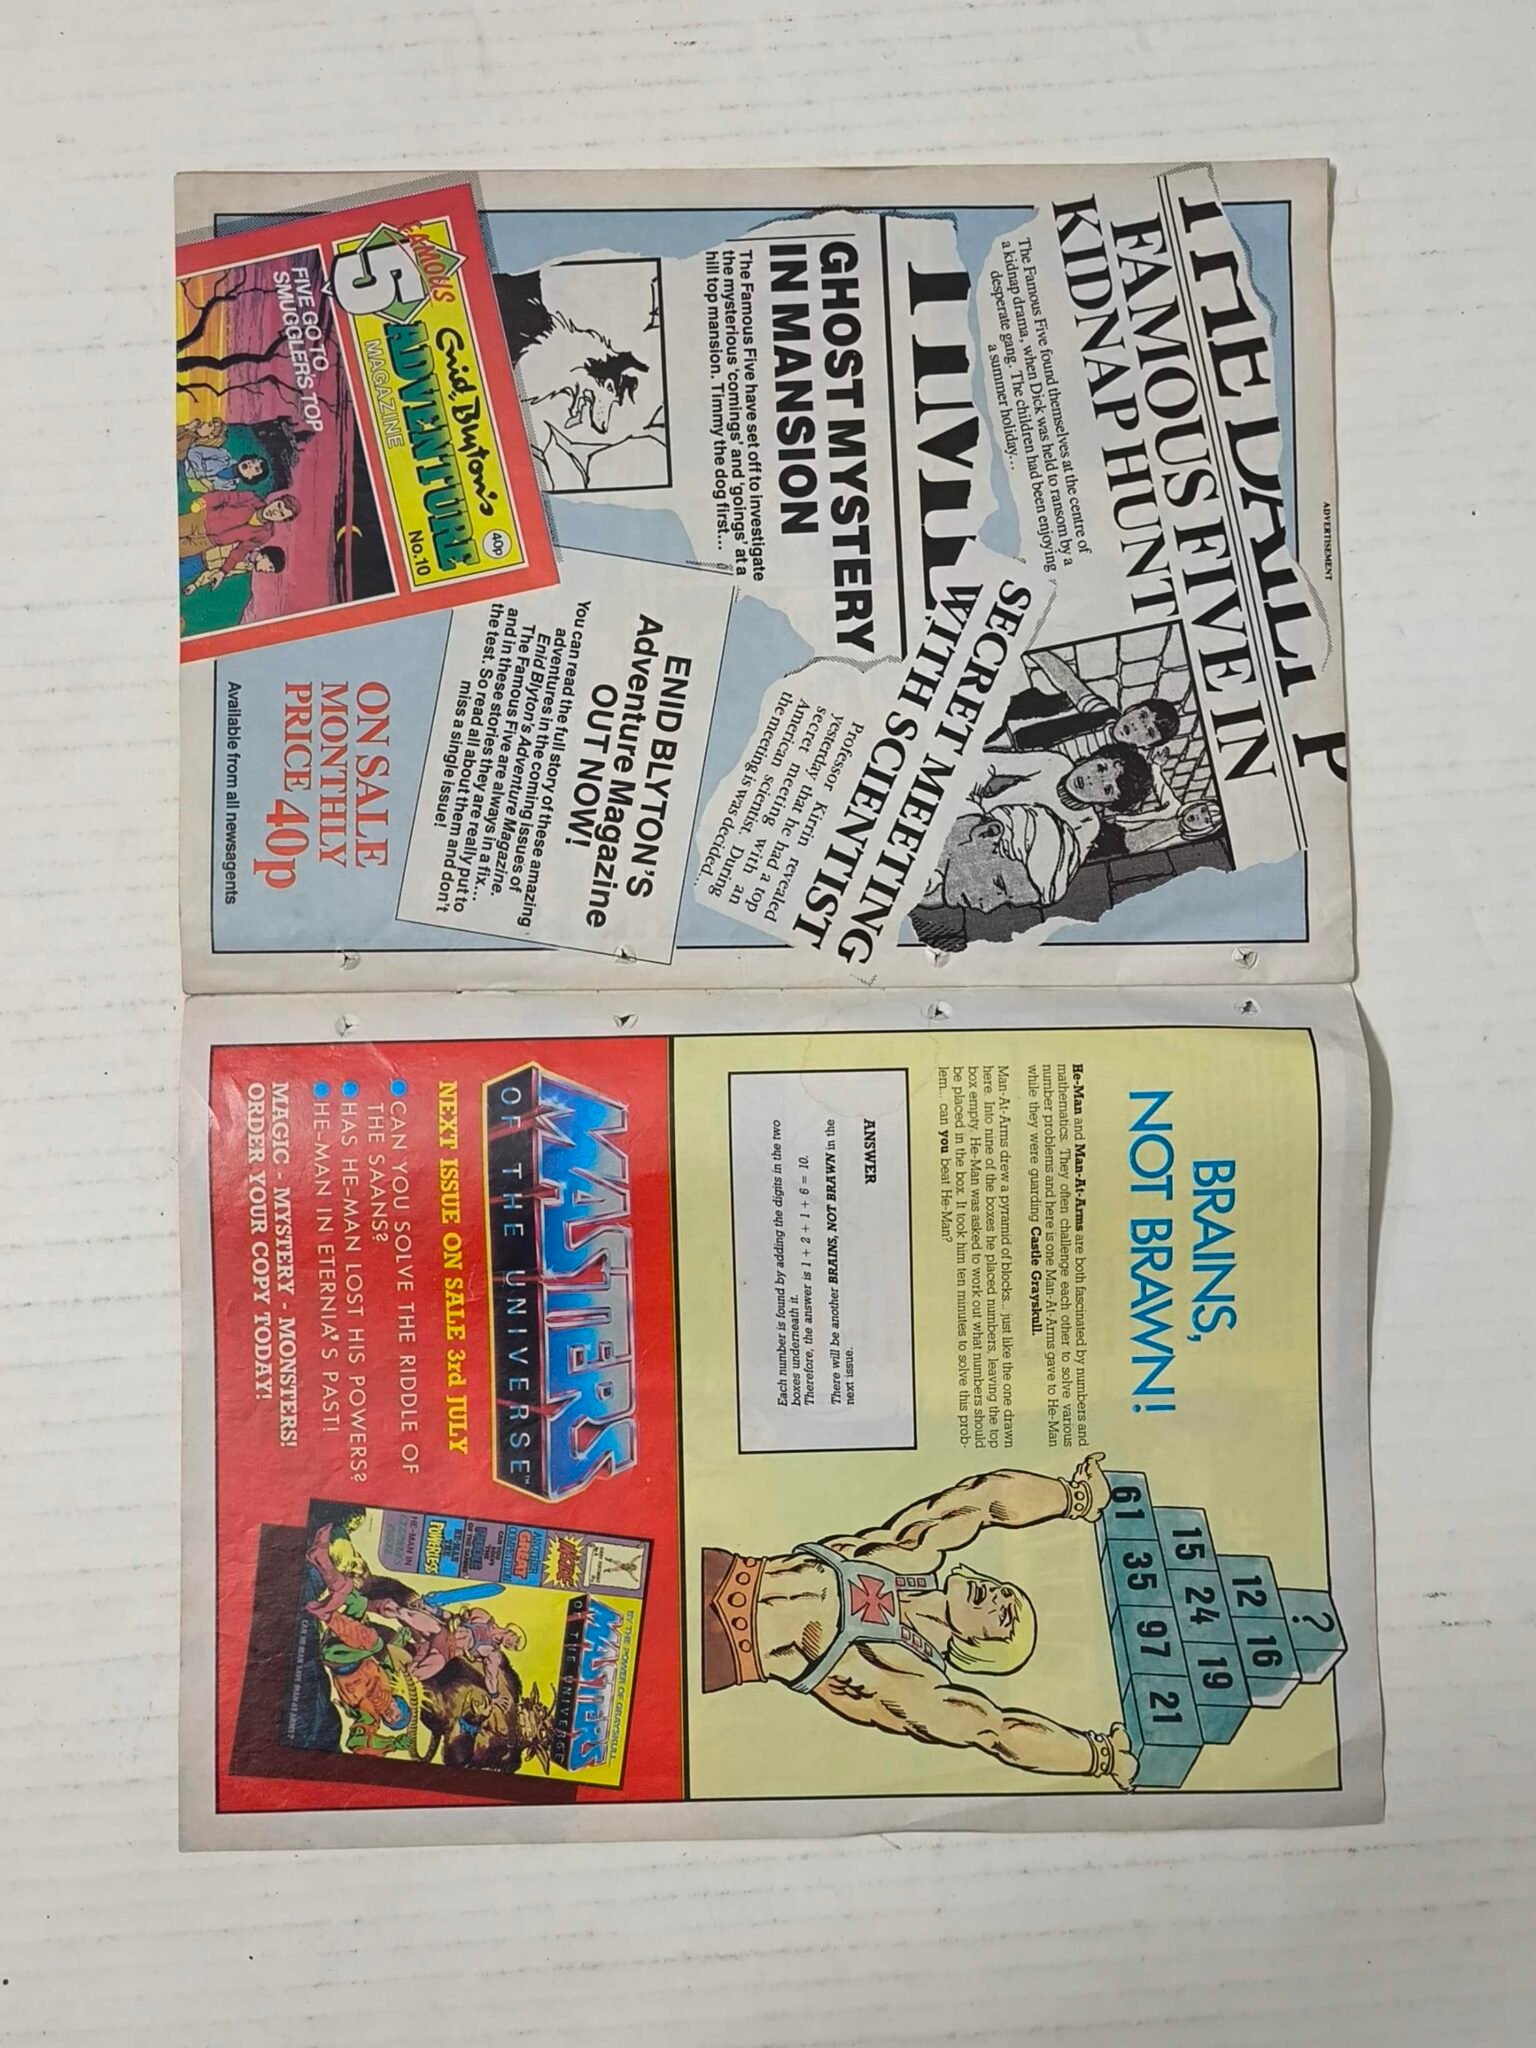 ADVERTISEMENT
THE DAILY P
FAMOUS FIVE IN
KIDNAP HUNT
The Famous Five found themselves at the centre of
a kidnap drama, when Dick was held to ransom by a
desperate gang. The children had been enjoying
a summer holiday...
GHOST MYSTERY
IN MANSION
The Famous Five have set off to investigate
the mysterious 'comings' and 'goings' at a
hill top mansion. Timmy the dog first...
SECRET MEETING
WITH SCIENTIST
Professor Kirrin revealed
yesterday that he had a top
secret meeting with an
American scientist. During
the meeting is was decided...
ENID BLYTON'S
Adventure Magazine
OUT NOW!
You can read the full story of these amazing
adventures in the coming issues of
Enid Blyton's Adventure Magazine.
The Famous Five are always in a fix...
and in these stories they are really put to
the test. So read all about them and don't
miss a single issue!
FAMOUS
5
Enid Blyton's
40p
ADVENTURE
MAGAZINE
No.10
FIVE GO TO
SMUGGLERS TOP
ON SALE
MONTHLY
PRICE 40p
Available from all newsagents
BRAINS,
NOT BRAWN!
He-Man and Man-At-Arms are both fascinated by numbers and
mathematics. They often challenge each other to solve various
number problems and here is one Man-At-Arms gave to He-Man
while they were guarding Castle Grayskull.
Man-At-Arms drew a pyramid of blocks... just like the one drawn
here. Into nine of the boxes he placed numbers, leaving the top
box empty. He-Man was asked to work out what numbers should
be placed in the box. It took him ten minutes to solve this prob-
lem... can you beat He-Man?
?
12 16
15 24 19
61 35 97 21
ANSWER
There will be another BRAINS, NOT BRAWN in the
next issue.
Therefore, the answer is 1 + 2 + 1 + 6 = 10.
boxes underneath it.
Each number is found by adding the digits in the two
MASTERS
OF THE UNIVERSE™
NEXT ISSUE ON SALE 3rd JULY
CAN YOU SOLVE THE RIDDLE OF
THE SAANS?
HAS HE-MAN LOST HIS POWERS?
HE-MAN IN ETERNIA'S PAST!
MAGIC - MYSTERY - MONSTERS!
ORDER YOUR COPY TODAY!
BY THE POWER OF GRAYSKULL
MASTERS
OF THE UNIVERSE
INSIDE
ANOTHER
GREAT
HE-MAN IN